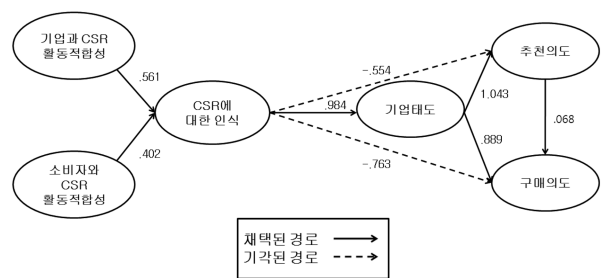 기업과 CSR
활동적합성
.561
소비자와
CSR
활동적합성
.402
CSR에
대한 인식
-.554
.984
-.763
기업태도
1.043
.889
추천의도
.068
구매의도
채택된 경로
기각된 경로